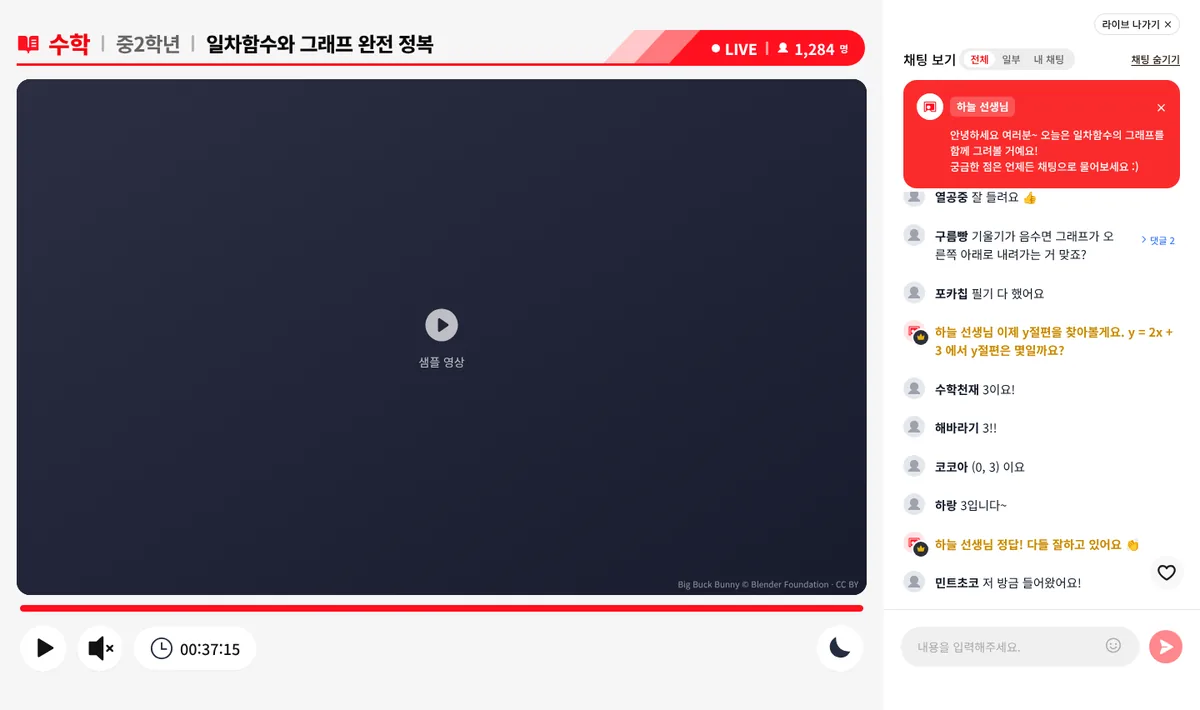 수학 | 중2학년 | 일차함수와 그래프 완전 정복
LIVE | 1,284 명
샘플 영상
Big Buck Bunny © Blender Foundation · CC BY
00:37:15
라이브 나가기 ×
채팅 보기 전체 일부 내 채팅 채팅 숨기기
하늘 선생님 ×
안녕하세요 여러분~ 오늘은 일차함수의 그래프를
함께 그려볼 거예요!
궁금한 점은 언제든 채팅으로 물어보세요 :)
열공중 잘 들려요 👍
구름빵 기울기가 음수면 그래프가 오
른쪽 아래로 내려가는 거 맞죠?
댓글 2
포카칩 필기 다 했어요
하늘 선생님 이제 y절편을 찾아볼게요. y = 2x +
3 에서 y절편은 몇일까요?
수학천재 3이요!
해바라기 3!!
코코아 (0, 3) 이요
하랑 3입니다~
하늘 선생님 정답! 다들 잘하고 있어요 👏
민트초코 저 방금 들어왔어요!
내용을 입력해주세요.